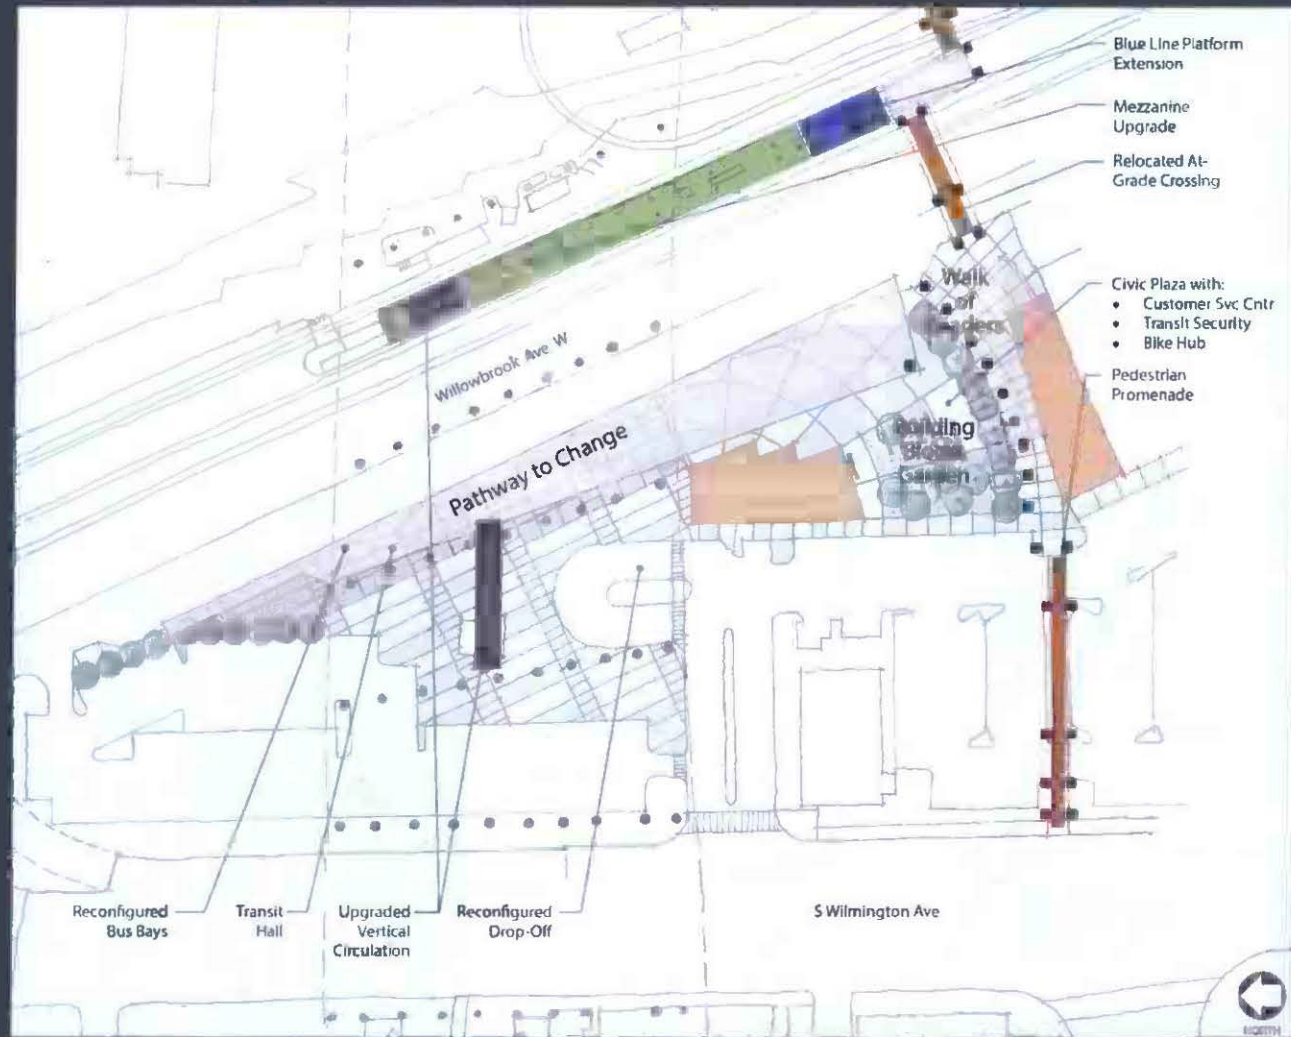 Blue Line Platform
Extension
Mezzanine
Upgrade
Relocated At-
Grade Crossing
Civic Plaza with:
• Customer Svc Cntr
• Transit Security
• Bike Hub
Pedestrian
Promenade
Walk
of
Willowbrook Ave W
Building
Garden
Pathway to Change
Reconfigured
Bus Bays
Transit
Hall
Upgraded
Vertical
Circulation
Reconfigured
Drop-Off
S Wilmington Ave
NORTH